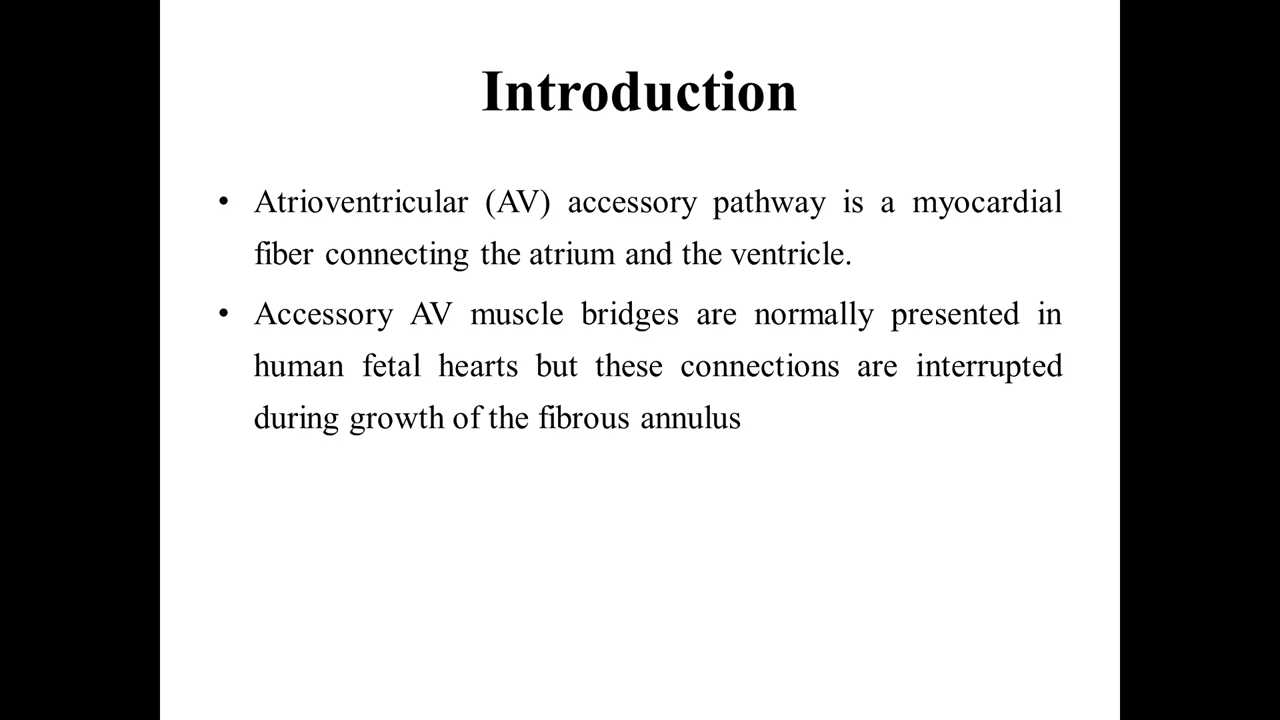 Introduction
• Atrioventricular (AV) accessory pathway is a myocardial
fiber connecting the atrium and the ventricle.
• Accessory AV muscle bridges are normally presented in
human fetal hearts but these connections are interrupted
during growth of the fibrous annulus